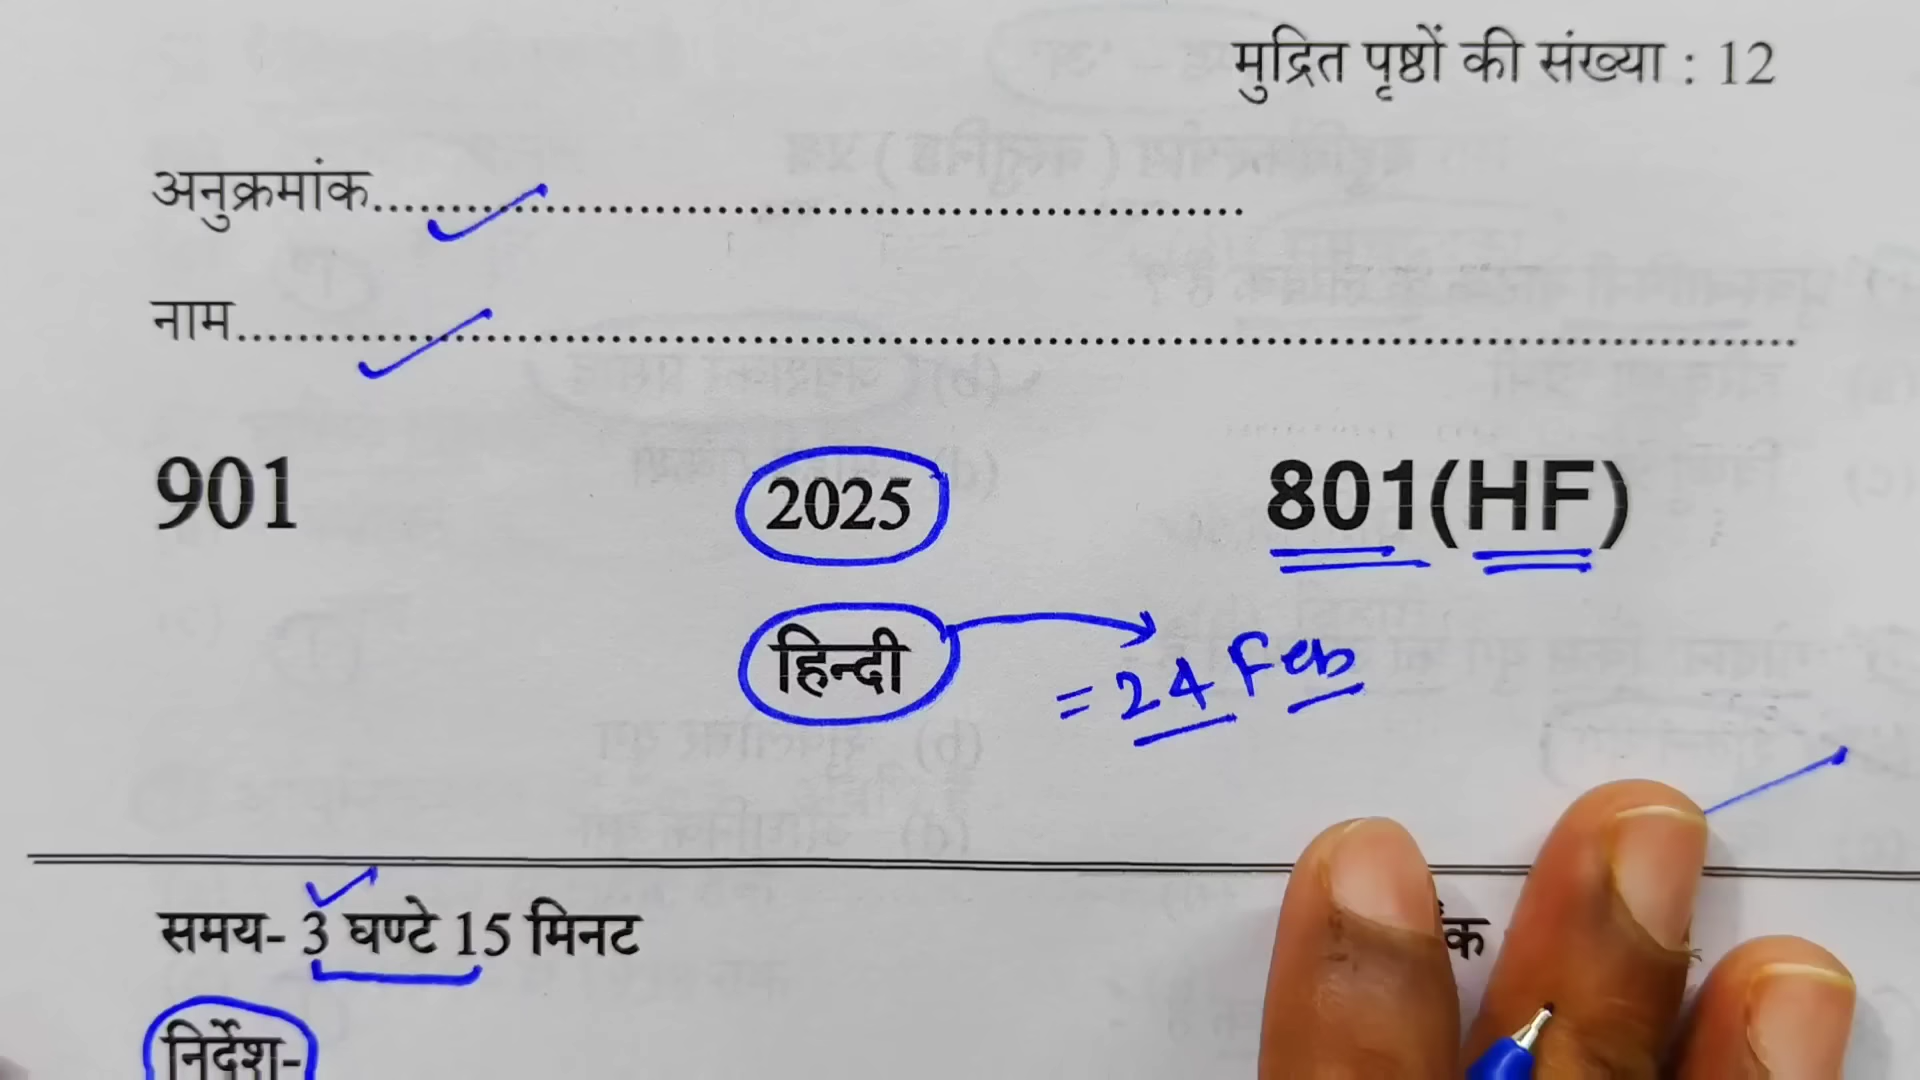 मुद्रित पृष्ठों की संख्या : 12
अनुक्रमांक........................................................................
नाम........................................................................................................................
901 2025 801(HF)
हिन्दी = 24 Feb
समय- 3 घण्टे 15 मिनट
निर्देश-